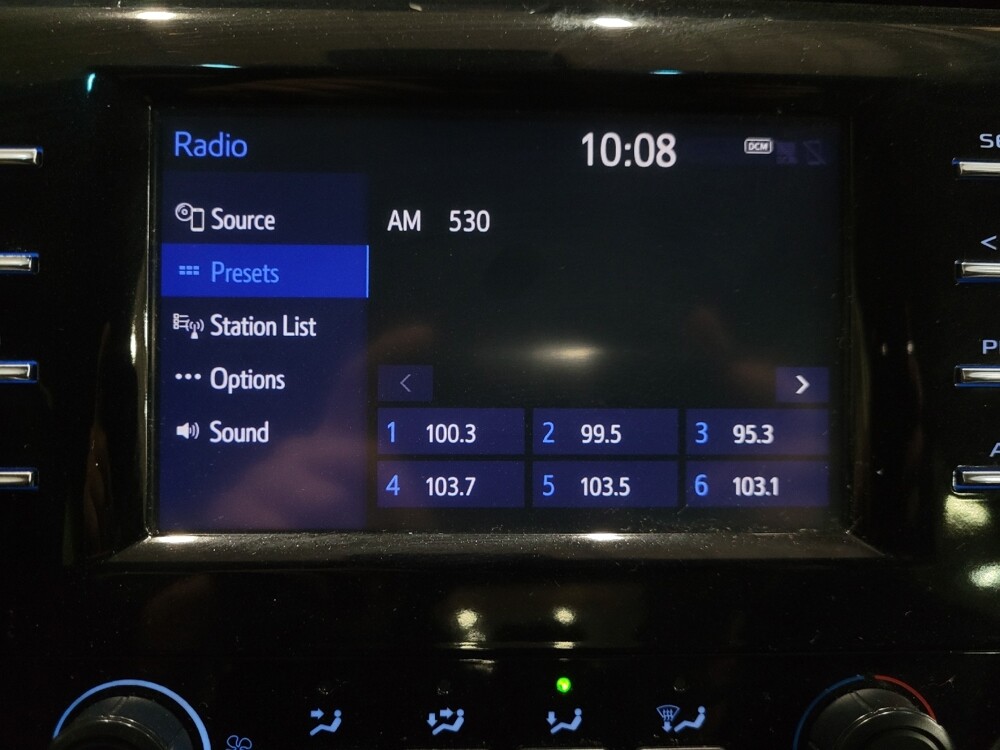 Radio 10:08 DCM
Source
AM 530
Presets
Station List
Options
Sound
< >
1 100.3 2 99.5 3 95.3
4 103.7 5 103.5 6 103.1